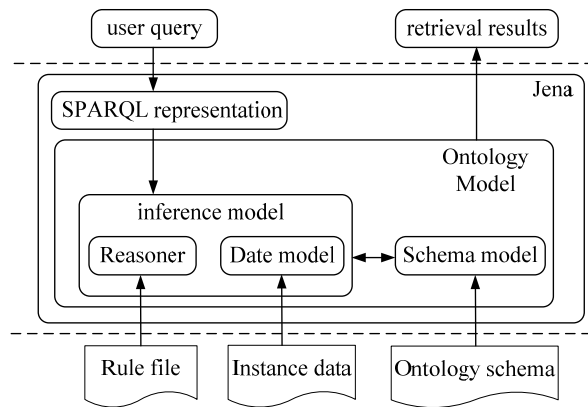 user query
retrieval results
Jena
SPARQL representation
Ontology
Model
inference model
Reasoner
Date model
Schema model
Rule file
Instance data
Ontology schema